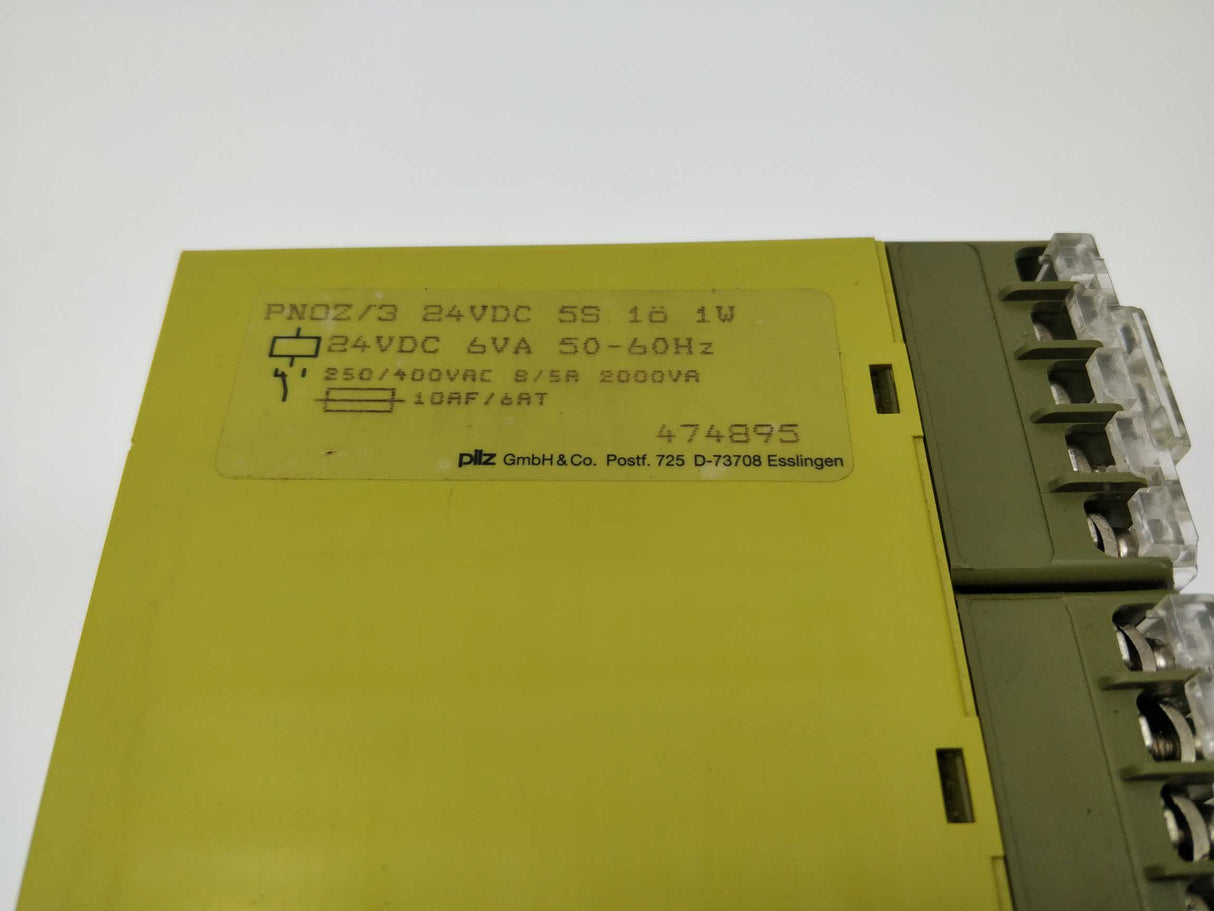 PNOZ/3 24VDC 5S 1ö 1W
24VDC 6VA 50-60Hz
250/400VAC 8/5A 2000VA
10AF/6AT
474895
pilz GmbH & Co. Postf. 725 D-73708 Esslingen